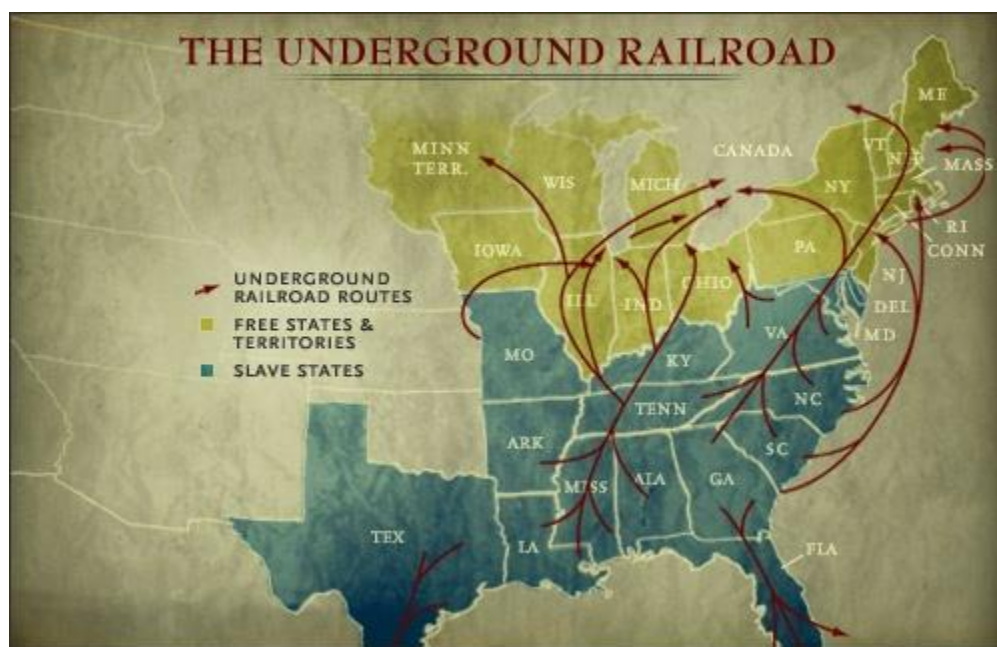 THE UNDERGROUND RAILROAD
ME
MINN
TERR.
CANADA
VT
NH
MASS
WIS
MICH
NY
RI
CONN
IOWA
PA
NJ
UNDERGROUND
RAILROAD ROUTES
ILL
IND
OHIO
DEL
FREE STATES &
TERRITORIES
VA
MD
MO
KY
SLAVE STATES
NC
TENN
ARK
SC
MISS
ALA
GA
TEX
LA
FLA